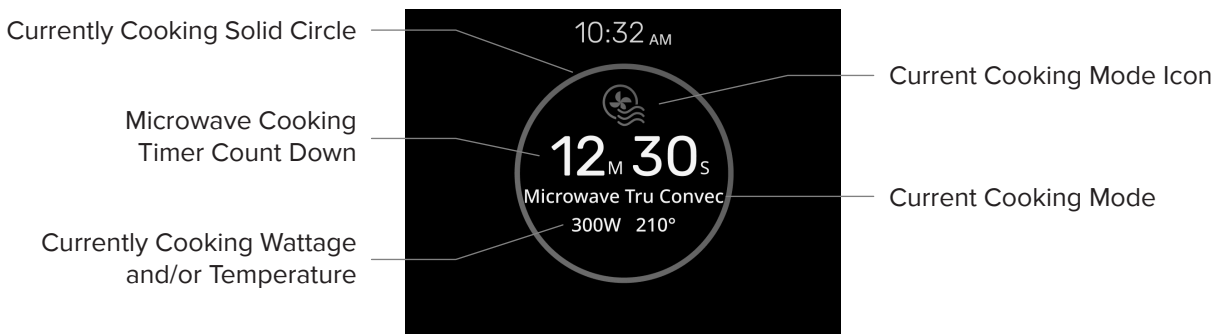 Currently Cooking Solid Circle
Microwave Cooking
Timer Count Down
Currently Cooking Wattage
and/or Temperature
10:32 AM
12M 30S
Microwave Tru Convec
300W 210°
Current Cooking Mode Icon
Current Cooking Mode